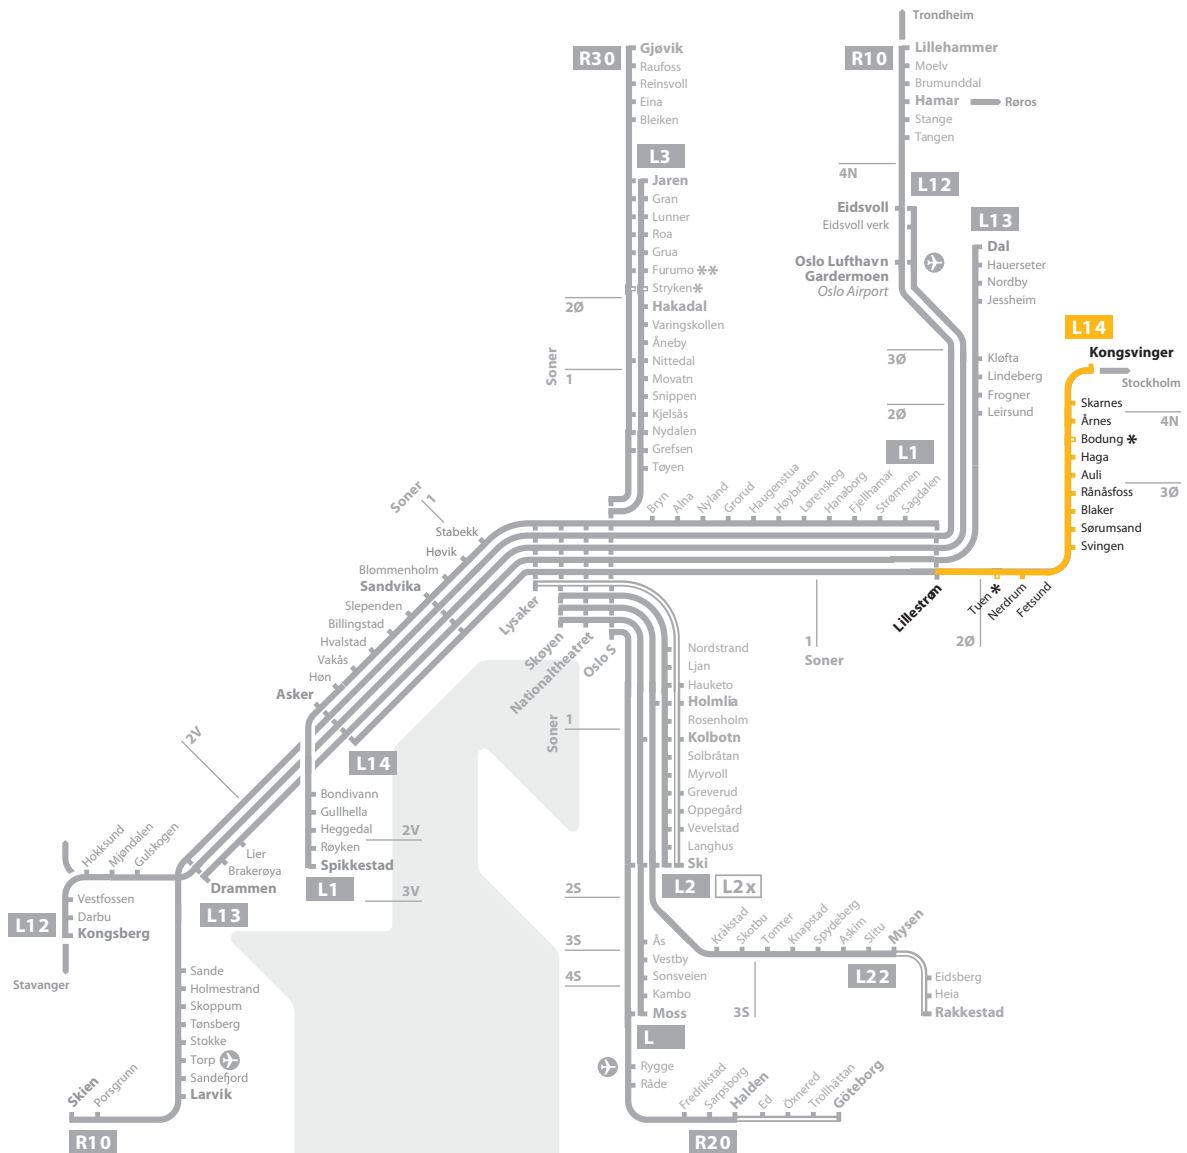 Trondheim
R30
Gjøvik
Raufoss
Reinsvoll
Eina
Bleiken
R10
Lillehammer
Moelv
Brumunddal
Hamar
Røros
Stange
Tangen
4N
L3
Jaren
Gran
Lunner
Roa
Grua
Furumo **
Stryken*
2Ø
Hakadal
Varingskollen
Åneby
Nittedal
Soner
1
Movatn
Snippen
Kjelsås
Nydalen
Grefsen
Tøyen
L12
Eidsvoll
Eidsvoll verk
Oslo Lufthavn
Gardermoen
Oslo Airport
L13
Dal
Hauerseter
Nordby
Jessheim
3Ø
Kløfta
Lindeberg
Frogner
2Ø
Leirsund
L14
Kongsvinger
Stockholm
Skarnes
Årnes
4N
Bodung *
Haga
Auli
Rånåsfoss
3Ø
Blaker
Sørumsand
Svingen
L1
Bryn
Alna
Nyland
Grorud
Haugenstua
Høybråten
Lørenskog
Hanaborg
Fjellhamar
Strømmen
Sagdalen
Soner
1
Stabekk
Høvik
Blommenholm
Sandvika
Slependen
Billingstad
Hvalstad
Vakås
Høn
Asker
Lysaker
Skøyen
Nationaltheatret
Oslo S
Lillestrøm
Tuen *
Nerdrum
Fetsund
1
Soner
2Ø
Nordstrand
Ljan
Hauketo
Holmlia
Rosenholm
Kolbotn
Solbråtan
Myrvoll
Greverud
Oppegård
Vevelstad
Langhus
Ski
Soner
1
L2
L2x
2V
L14
Bondivann
Gullhella
Heggedal
2V
Røyken
Spikkestad
L1
3V
Hokksund
Mjøndalen
Gulskogen
Lier
Brakerøya
Drammen
L13
L12
Vestfossen
Darbu
Kongsberg
Stavanger
2S
3S
4S
Ås
Vestby
Sonsveien
Kambo
Moss
L
Kråkstad
Skotbu
Tomter
Knapstad
Spydeberg
Askim
Slitu
Mysen
L22
3S
Eidsberg
Heia
Rakkestad
Sande
Holmestrand
Skoppum
Tønsberg
Stokke
Torp
Sandefjord
Larvik
Skien
Porsgrunn
R10
Rygge
Råde
Fredrikstad
Sarpsborg
Halden
Ed
Öxnered
Trollhättan
Göteborg
R20